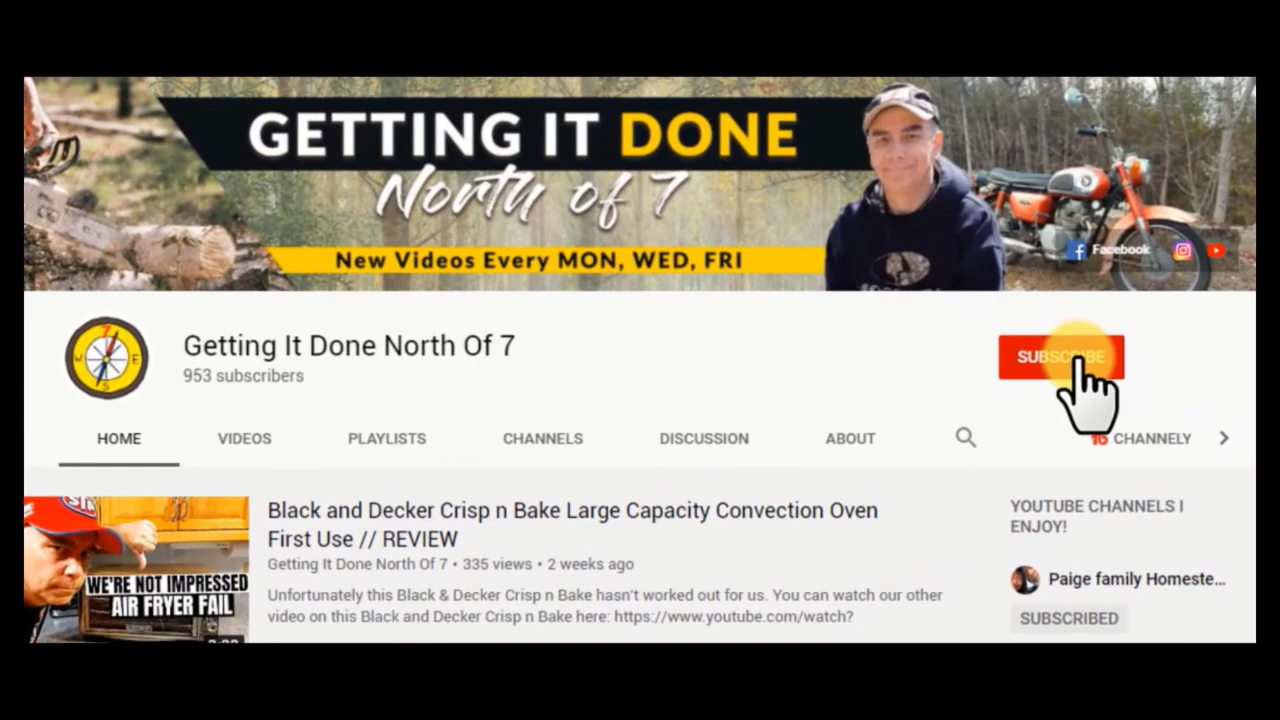 GETTING IT DONE
North of 7
New Videos Every MON, WED, FRI
Facebook
Getting It Done North Of 7
953 subscribers
SUBSCRIBE
HOME VIDEOS PLAYLISTS CHANNELS DISCUSSION ABOUT CHANNELY
Black and Decker Crisp n Bake Large Capacity Convection Oven
First Use // REVIEW
Getting It Done North Of 7 • 335 views • 2 weeks ago
Unfortunately this Black & Decker Crisp n Bake hasn't worked out for us. You can watch our other
video on this Black and Decker Crisp n Bake here: https://www.youtube.com/watch?
WE'RE NOT IMPRESSED
AIR FRYER FAIL
YOUTUBE CHANNELS I
ENJOY!
Paige family Homeste...
SUBSCRIBED